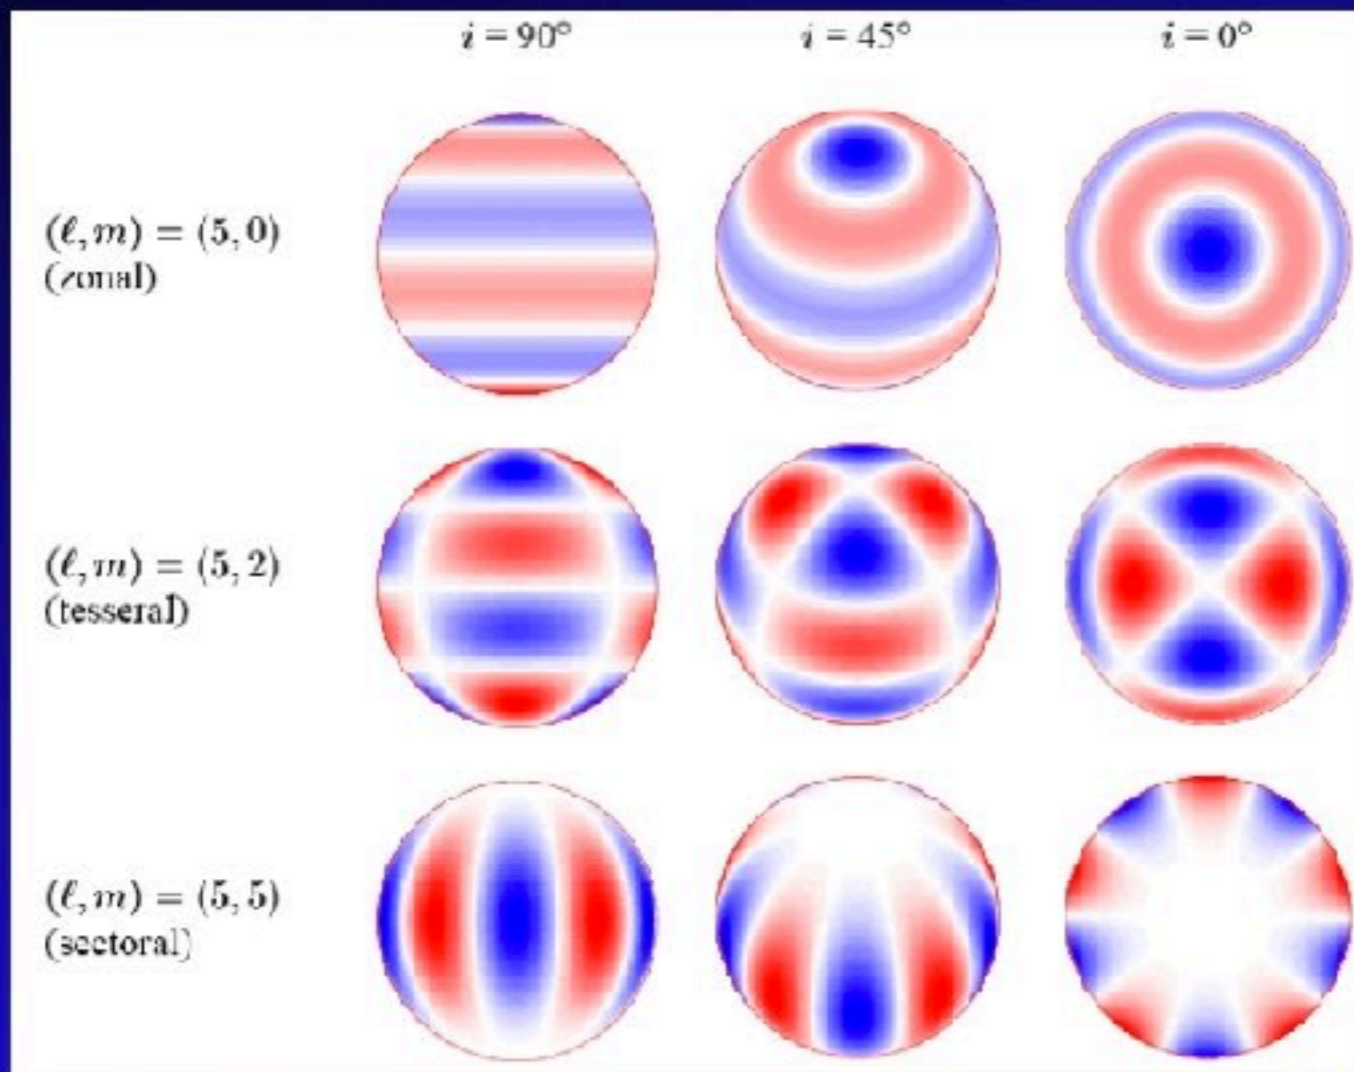 i = 90° i = 45° i = 0°
(ℓ, m) = (5, 0)
(zonal)
(ℓ, m) = (5, 2)
(tesseral)
(ℓ, m) = (5, 5)
(sectoral)